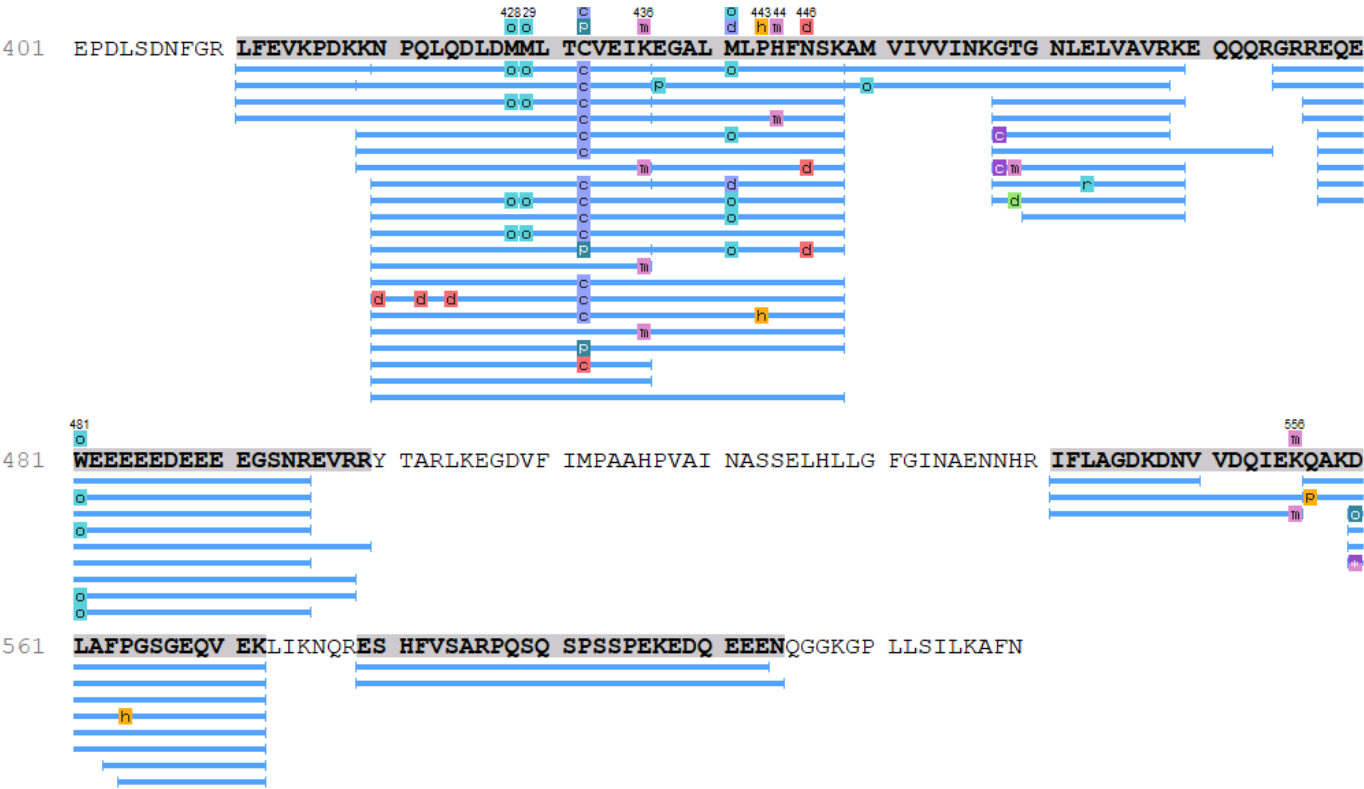 428 29 c 436 o 443 44 446
o o p m d h m d
401 EPDLSDNFGR LFEVKPDKKN PQLQDLDMML TCVEIKEGAL MLPHFNSKAM VIVVINKGTG NLELVAVRKE QQQRGRREQE
o o c o
c p o
o o c
c m
c o c
c
m d c m
c d r
o o c o d
c o
o o c
p o d
m
c
d d d c
c h
m
p
c
481 556
o m
481 WEEEEEDEEE EGSNREVRRY TARLKEGDVF IMPAAHPVAI NASSELHLLG FGINAENNHR IFLAGDKDNV VDQIEKQAKD
o p
m o
o
*
o
o
561 LAFPGSGEQV EKLIKNQRES HFVSARPQSQ SPSSPEKEDQ EEENQGGKGP LLSILKAFN
h